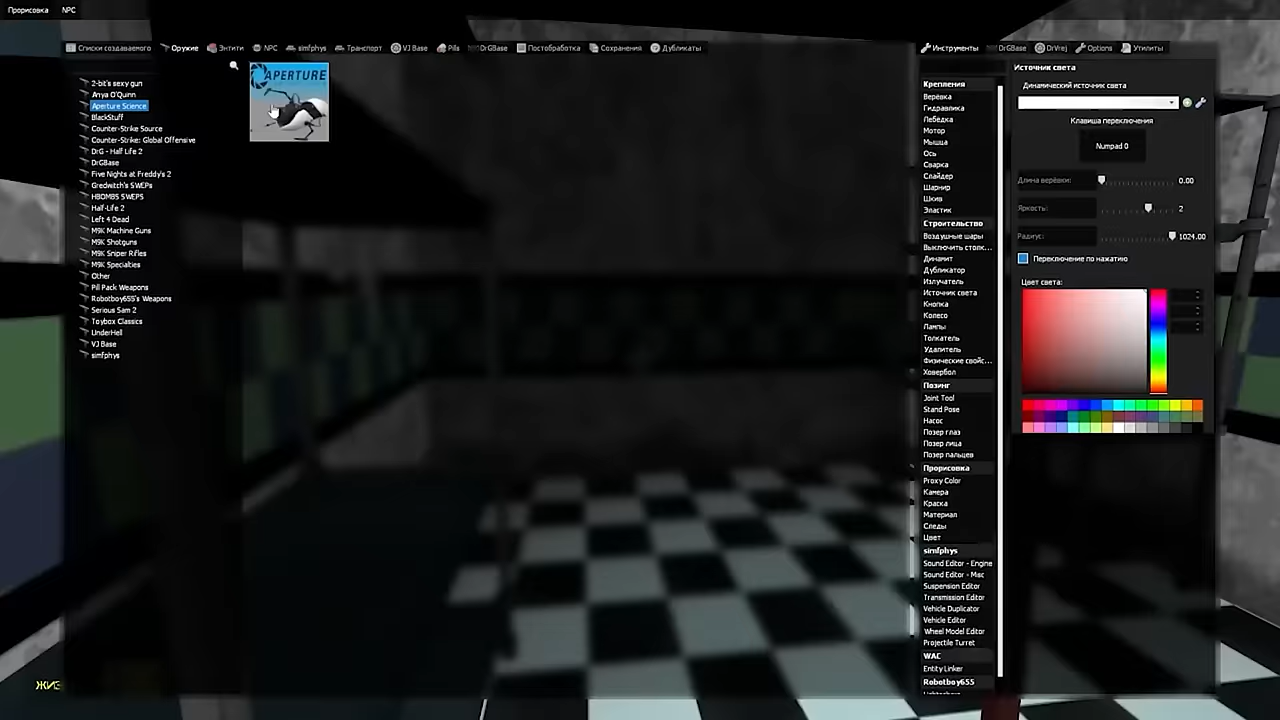 Прорисовка NPC
Списки создаваемого Оружие Энтити NPC simfphys Транспорт VJ Base Pills DrGBase Постобработка Сохранения Дубликаты
Инструменты DrGBase DrVrej Options Утилиты
2-bit's sexy gun
Anya O'Quinn
Aperture Science
BlackStuff
Counter-Strike Source
Counter-Strike: Global Offensive
DrG - Half Life 2
DrGBase
Five Nights at Freddy's 2
Gredwitch's SWEPs
HBOMBS SWEPS
Half-Life 2
Left 4 Dead
M9K Machine Guns
M9K Shotguns
M9K Sniper Rifles
M9K Specialties
Other
Pill Pack Weapons
Robotboy655's Weapons
Serious Sam 2
Toybox Classics
UnderHell
VJ Base
simfphys
APERTURE
Крепления
Верёвка
Гидравлика
Лебёдка
Мотор
Мышца
Ось
Сварка
Слайдер
Шарнир
Шкив
Эластик
Строительство
Воздушные шары
Выключить столк...
Динамит
Дубликатор
Излучатель
Источник света
Кнопка
Колесо
Лампы
Толкатель
Удалитель
Физические свойс...
Ховербол
Позинг
Joint Tool
Stand Pose
Насос
Позер глаз
Позер лица
Позер пальцев
Прорисовка
Proxy Color
Камера
Краска
Материал
Следы
Цвет
simfphys
Sound Editor - Engine
Sound Editor - Misc
Suspension Editor
Transmission Editor
Vehicle Duplicator
Vehicle Editor
Wheel Model Editor
Projectile Turret
WAC
Entity Linker
Robotboy655
Источник света
Динамический источник света
Клавиша переключения
Numpad 0
Длина верёвки: 0.00
Яркость: 2
Радиус: 1024.00
Переключение по нажатию
Цвет света: